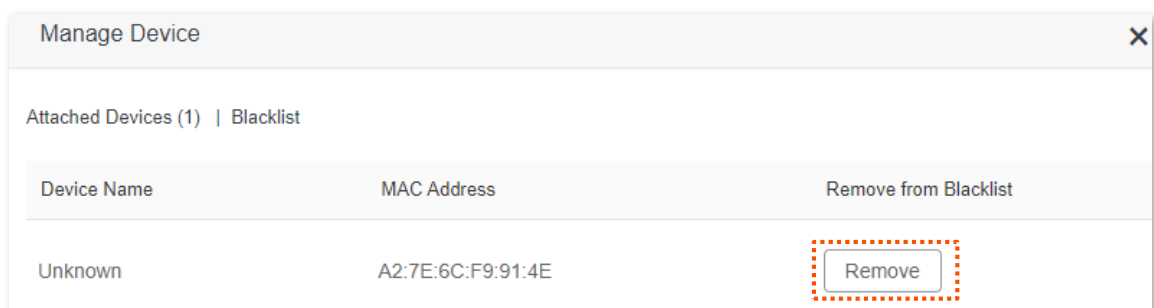 Manage Device
Attached Devices (1) | Blacklist
Device Name MAC Address Remove from Blacklist
Unknown A2:7E:6C:F9:91:4E Remove